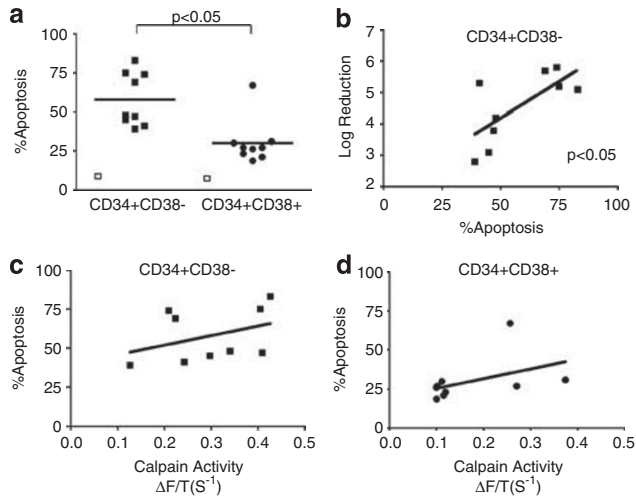 a
p<0.05
100
75
50
25
0
%Apoptosis
CD34+CD38- CD34+CD38+
b
CD34+CD38-
7
6
5
4
3
2
Log Reduction
p<0.05
0 25 50 75 100
%Apoptosis
c
CD34+CD38-
100
75
50
25
0
%Apoptosis
0.0 0.1 0.2 0.3 0.4 0.5
Calpain Activity
ΔF/T(S⁻¹)
d
CD34+CD38+
100
75
50
25
0
%Apoptosis
0.0 0.1 0.2 0.3 0.4 0.5
Calpain Activity
ΔF/T(S⁻¹)